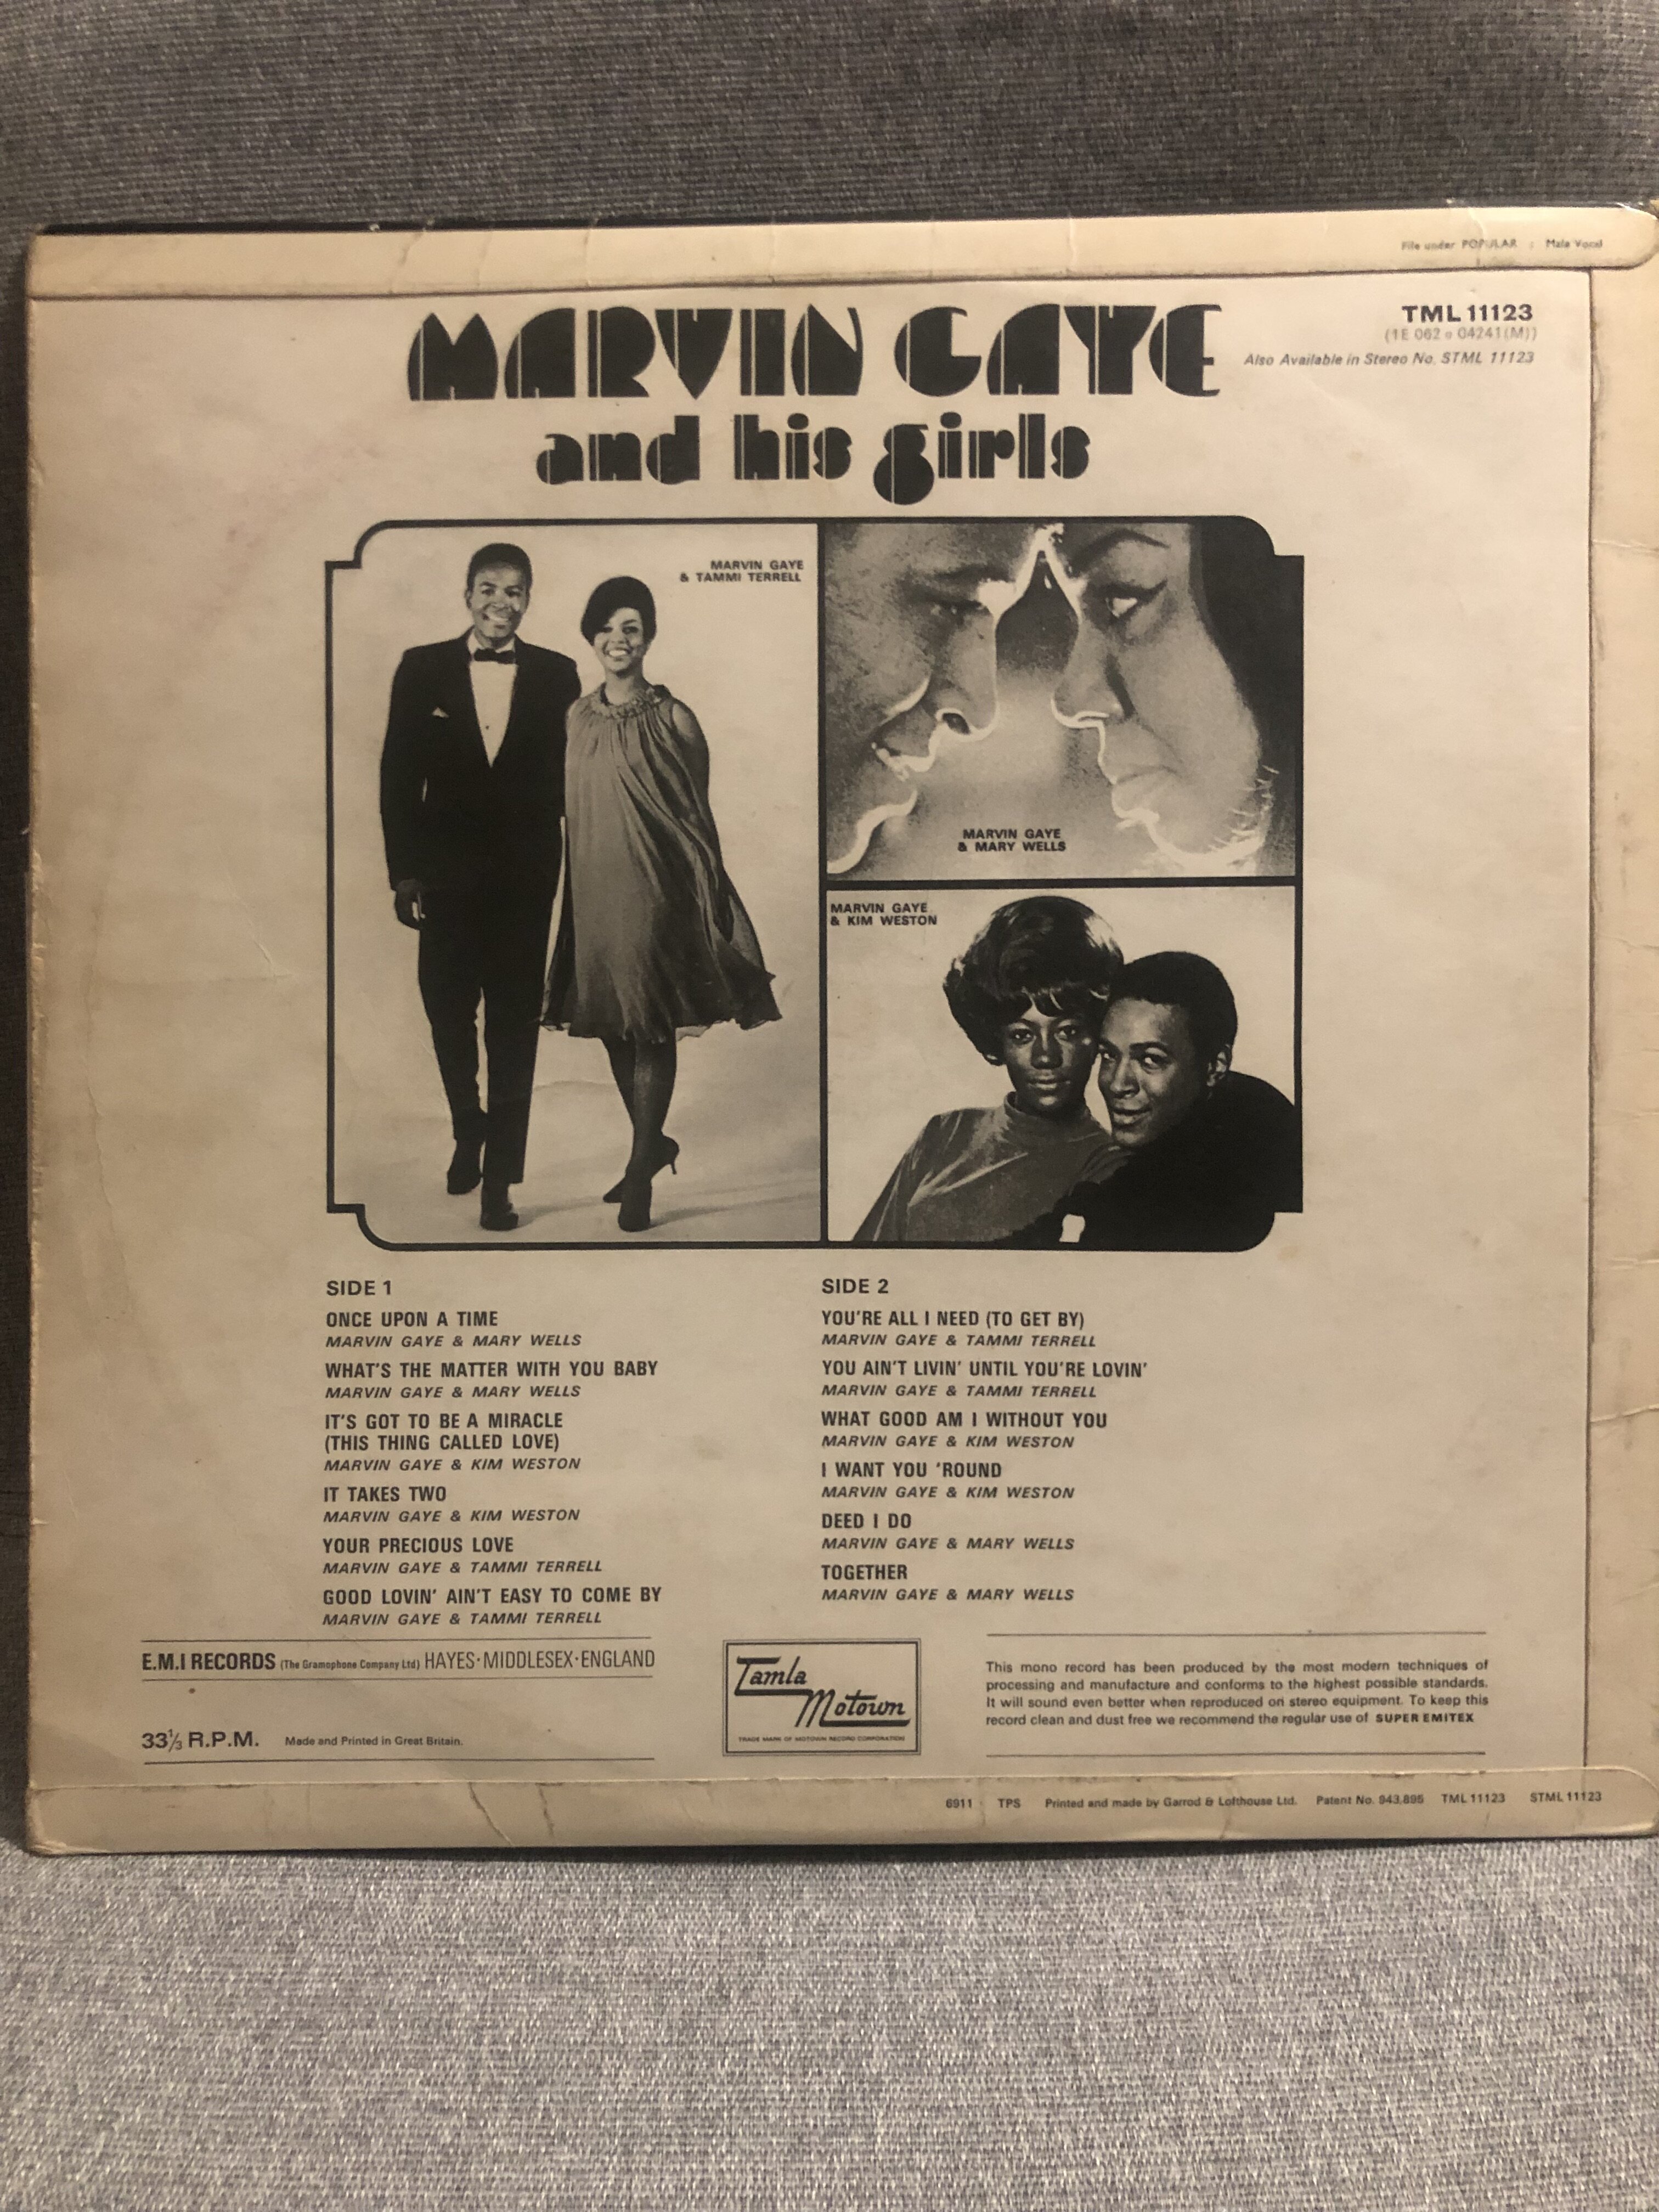 File under POPULAR : Male Vocal
MARVIN GAYE
and his girls
TML 11123
(1E 062 o 04241 (M))
Also Available in Stereo No. STML 11123
MARVIN GAYE
& TAMMI TERRELL
MARVIN GAYE
& MARY WELLS
MARVIN GAYE
& KIM WESTON
SIDE 1
ONCE UPON A TIME
MARVIN GAYE & MARY WELLS
WHAT'S THE MATTER WITH YOU BABY
MARVIN GAYE & MARY WELLS
IT'S GOT TO BE A MIRACLE
(THIS THING CALLED LOVE)
MARVIN GAYE & KIM WESTON
IT TAKES TWO
MARVIN GAYE & KIM WESTON
YOUR PRECIOUS LOVE
MARVIN GAYE & TAMMI TERRELL
GOOD LOVIN' AIN'T EASY TO COME BY
MARVIN GAYE & TAMMI TERRELL
SIDE 2
YOU'RE ALL I NEED (TO GET BY)
MARVIN GAYE & TAMMI TERRELL
YOU AIN'T LIVIN' UNTIL YOU'RE LOVIN'
MARVIN GAYE & TAMMI TERRELL
WHAT GOOD AM I WITHOUT YOU
MARVIN GAYE & KIM WESTON
I WANT YOU 'ROUND
MARVIN GAYE & KIM WESTON
DEED I DO
MARVIN GAYE & MARY WELLS
TOGETHER
MARVIN GAYE & MARY WELLS
E.M.I RECORDS (The Gramophone Company Ltd) HAYES·MIDDLESEX·ENGLAND
33⅓ R.P.M. Made and Printed in Great Britain.
Tamla
Motown
TRADE MARK OF MOTOWN RECORD CORPORATION
This mono record has been produced by the most modern techniques of
processing and manufacture and conforms to the highest possible standards.
It will sound even better when reproduced on stereo equipment. To keep this
record clean and dust free we recommend the regular use of SUPER EMITEX
6911 TPS Printed and made by Garrod & Lofthouse Ltd. Patent No. 943,895 TML 11123 STML 11123